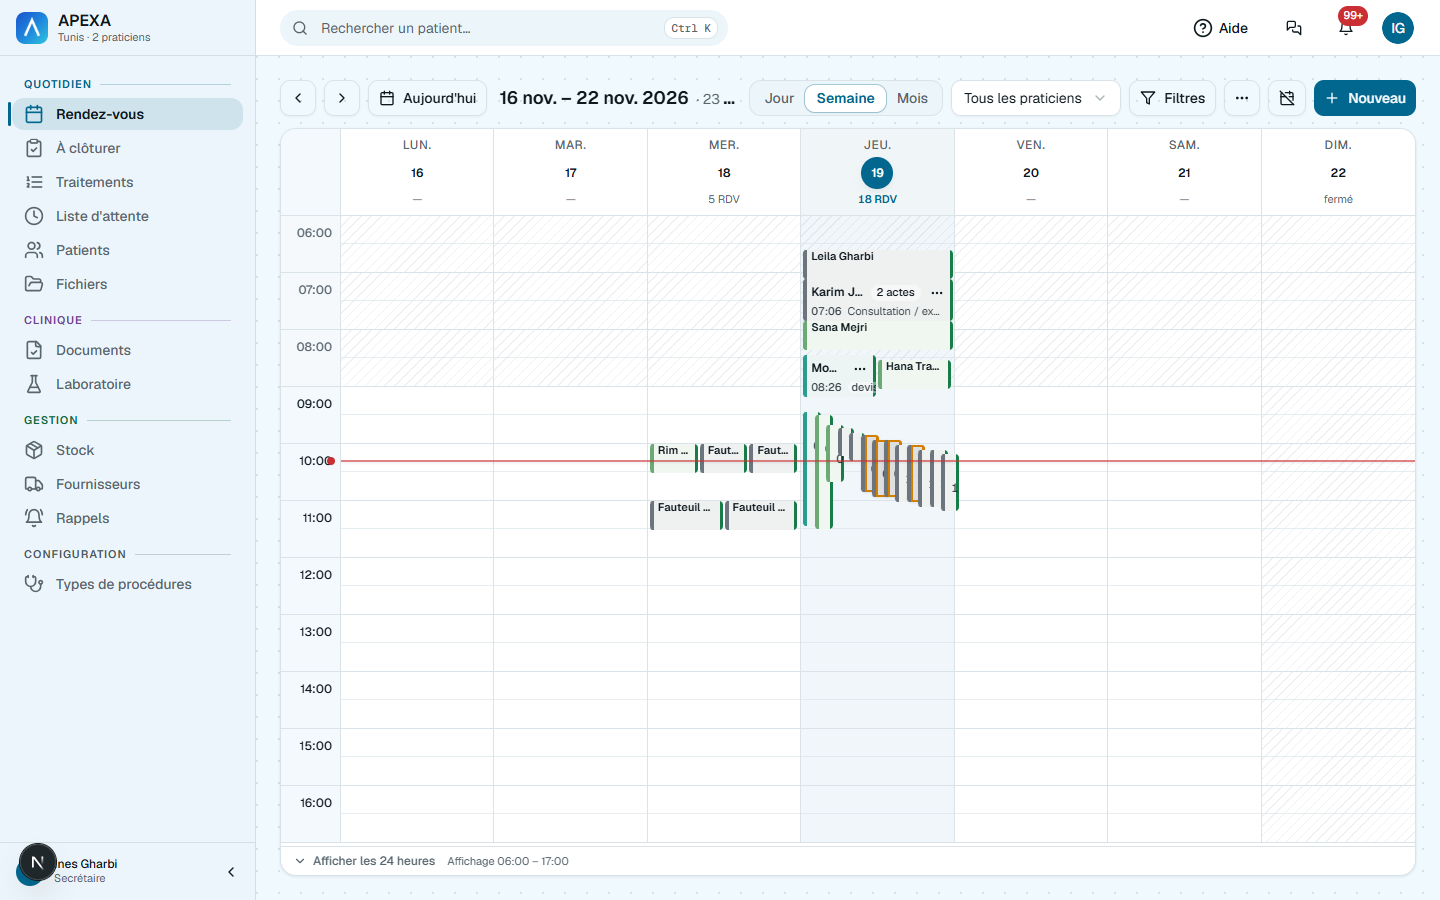 APEXA
Tunis · 2 praticiens
Rechercher un patient…
Ctrl K
Aide
99+
IG
QUOTIDIEN
Rendez-vous
À clôturer
Traitements
Liste d'attente
Patients
Fichiers
CLINIQUE
Documents
Laboratoire
GESTION
Stock
Fournisseurs
Rappels
CONFIGURATION
Types de procédures
N
nes Gharbi
Secrétaire
Aujourd'hui
16 nov. – 22 nov. 2026 · 23 ...
Jour
Semaine
Mois
Tous les praticiens
Filtres
Nouveau
LUN.
16
—
MAR.
17
—
MER.
18
5 RDV
JEU.
19
18 RDV
VEN.
20
—
SAM.
21
—
DIM.
22
fermé
06:00
07:00
08:00
09:00
10:00
11:00
12:00
13:00
14:00
15:00
16:00
Rim ...
Faut...
Faut...
Fauteuil ...
Fauteuil ...
Leila Gharbi
Karim J...
2 actes
07:06 Consultation / ex...
Sana Mejri
Mo...
08:26 devi
Hana Tra...
Afficher les 24 heures
Affichage 06:00 – 17:00